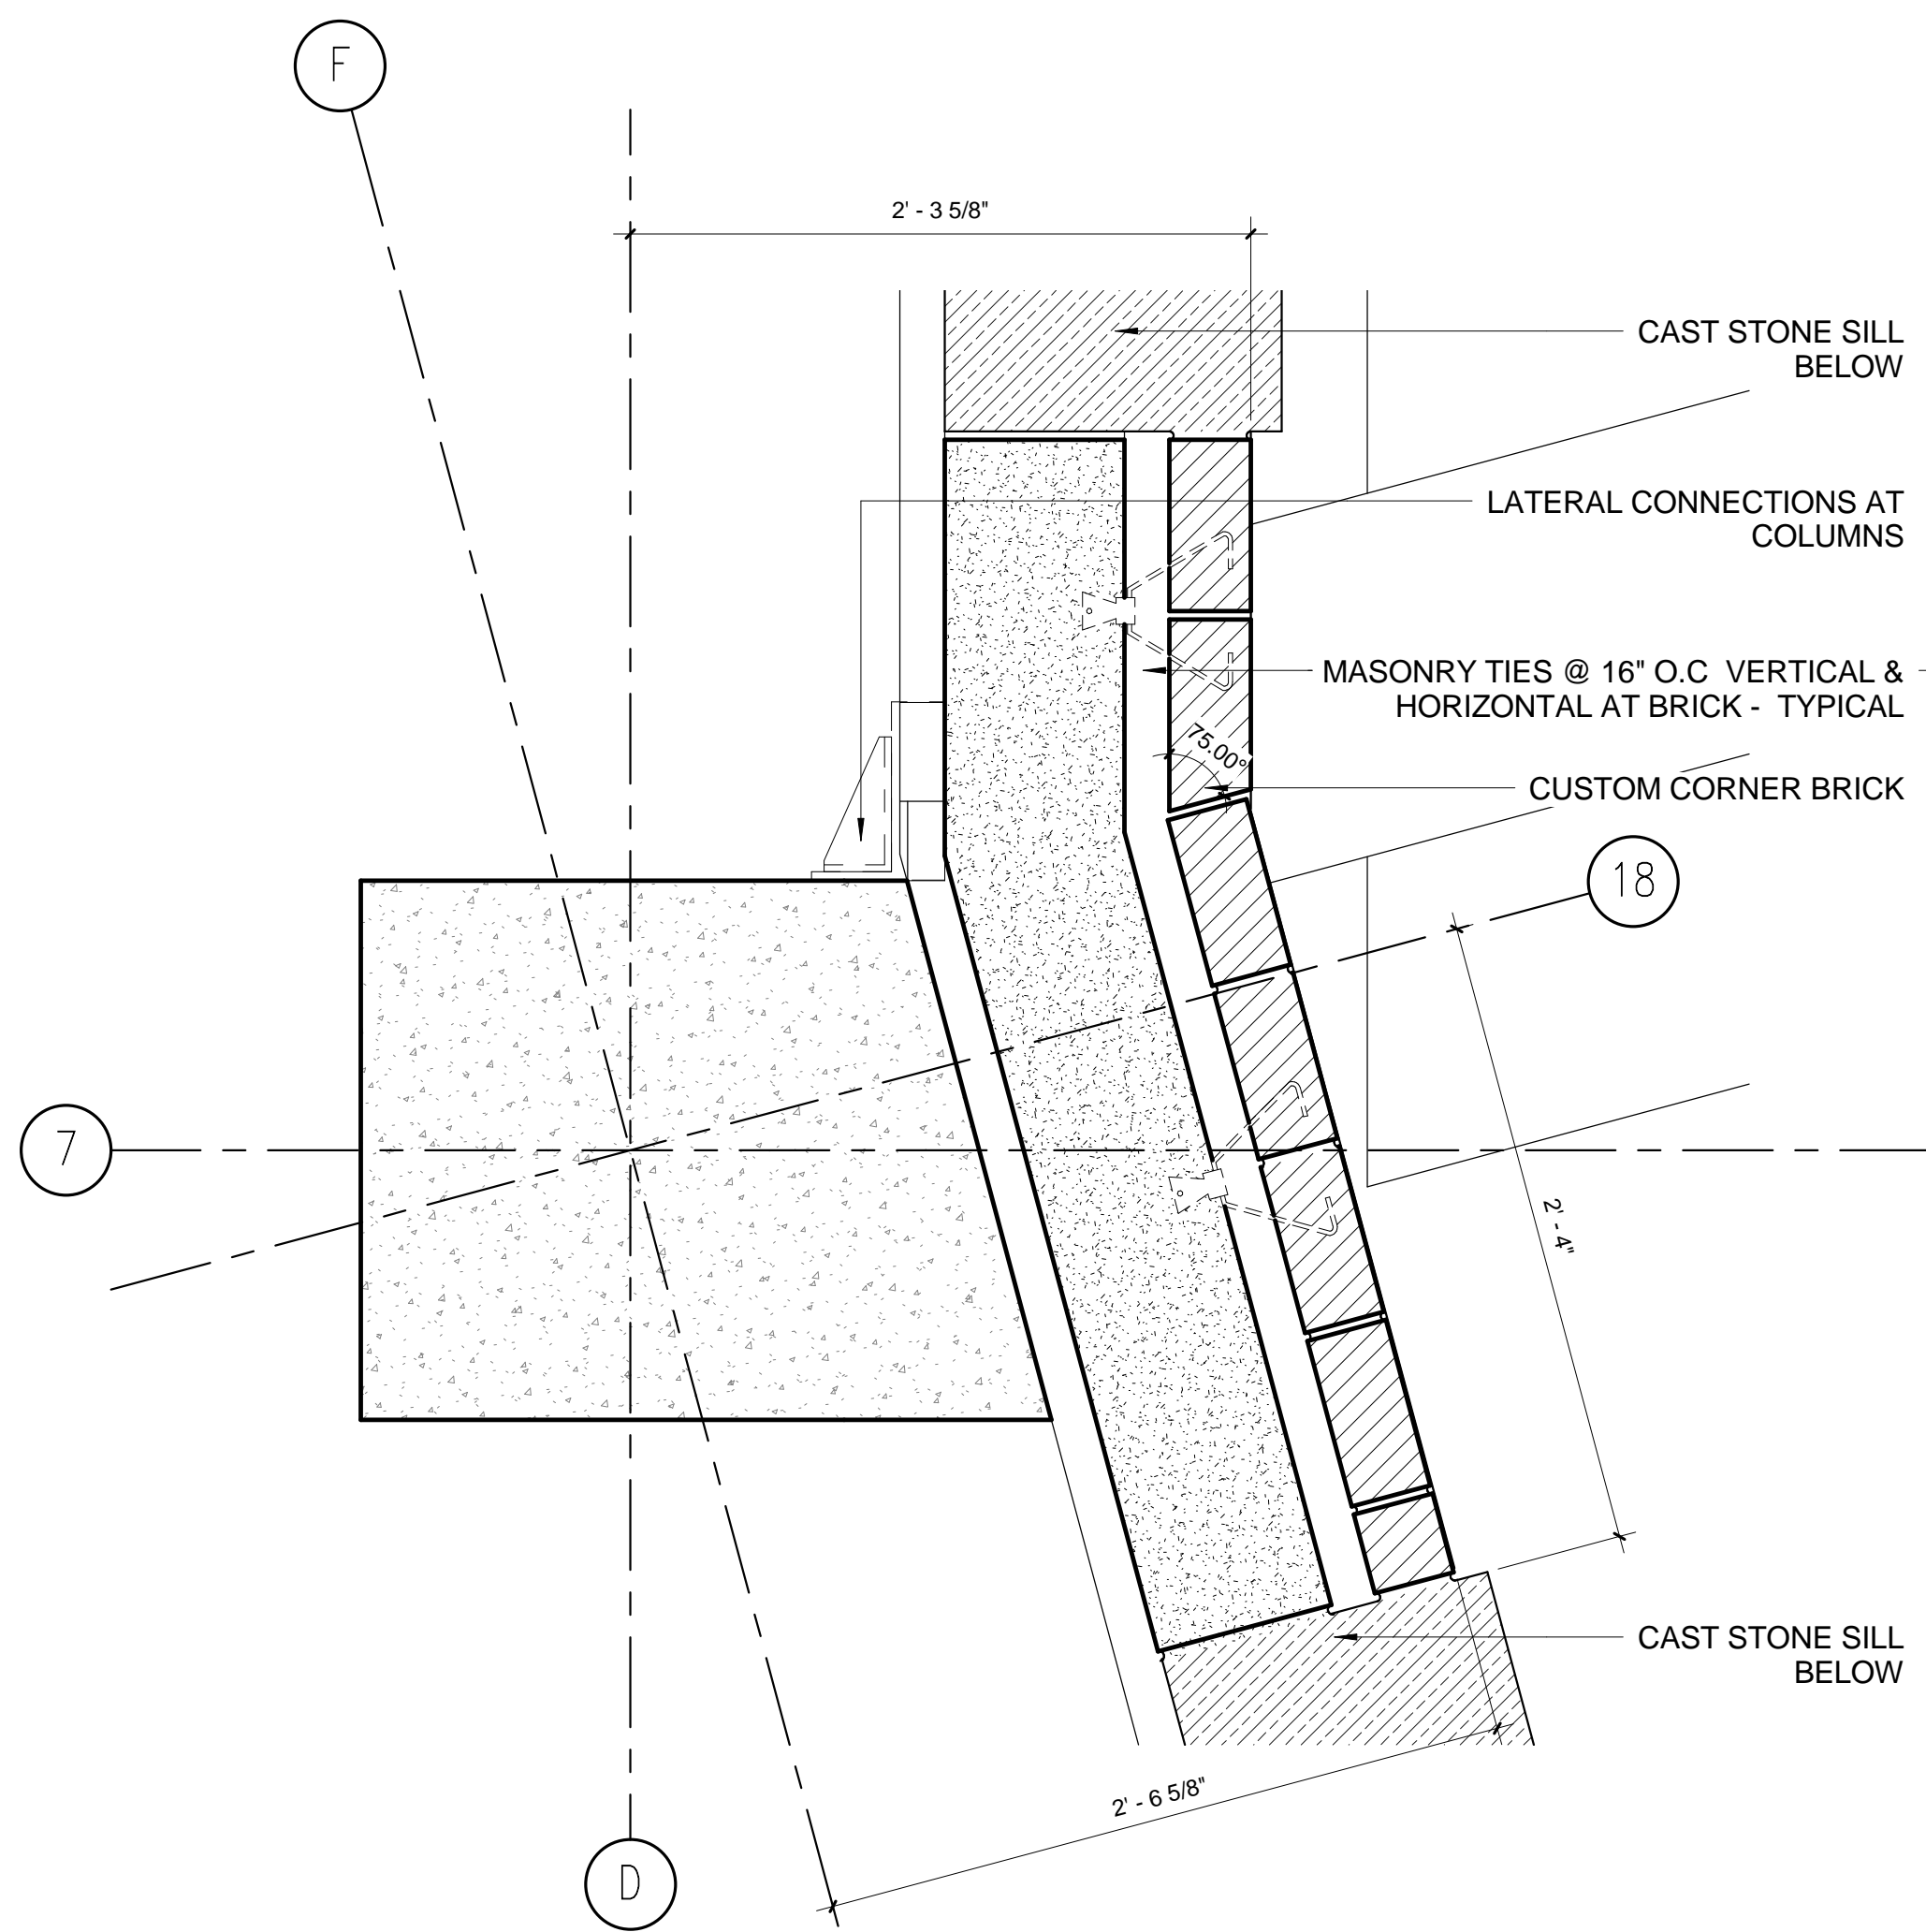 F
2' - 3 5/8"
CAST STONE SILL
BELOW
LATERAL CONNECTIONS AT
COLUMNS
MASONRY TIES @ 16" O.C  VERTICAL &
HORIZONTAL AT BRICK -  TYPICAL
75.00°
CUSTOM CORNER BRICK
18
7
2' - 4"
CAST STONE SILL
BELOW
2' - 6 5/8"
D